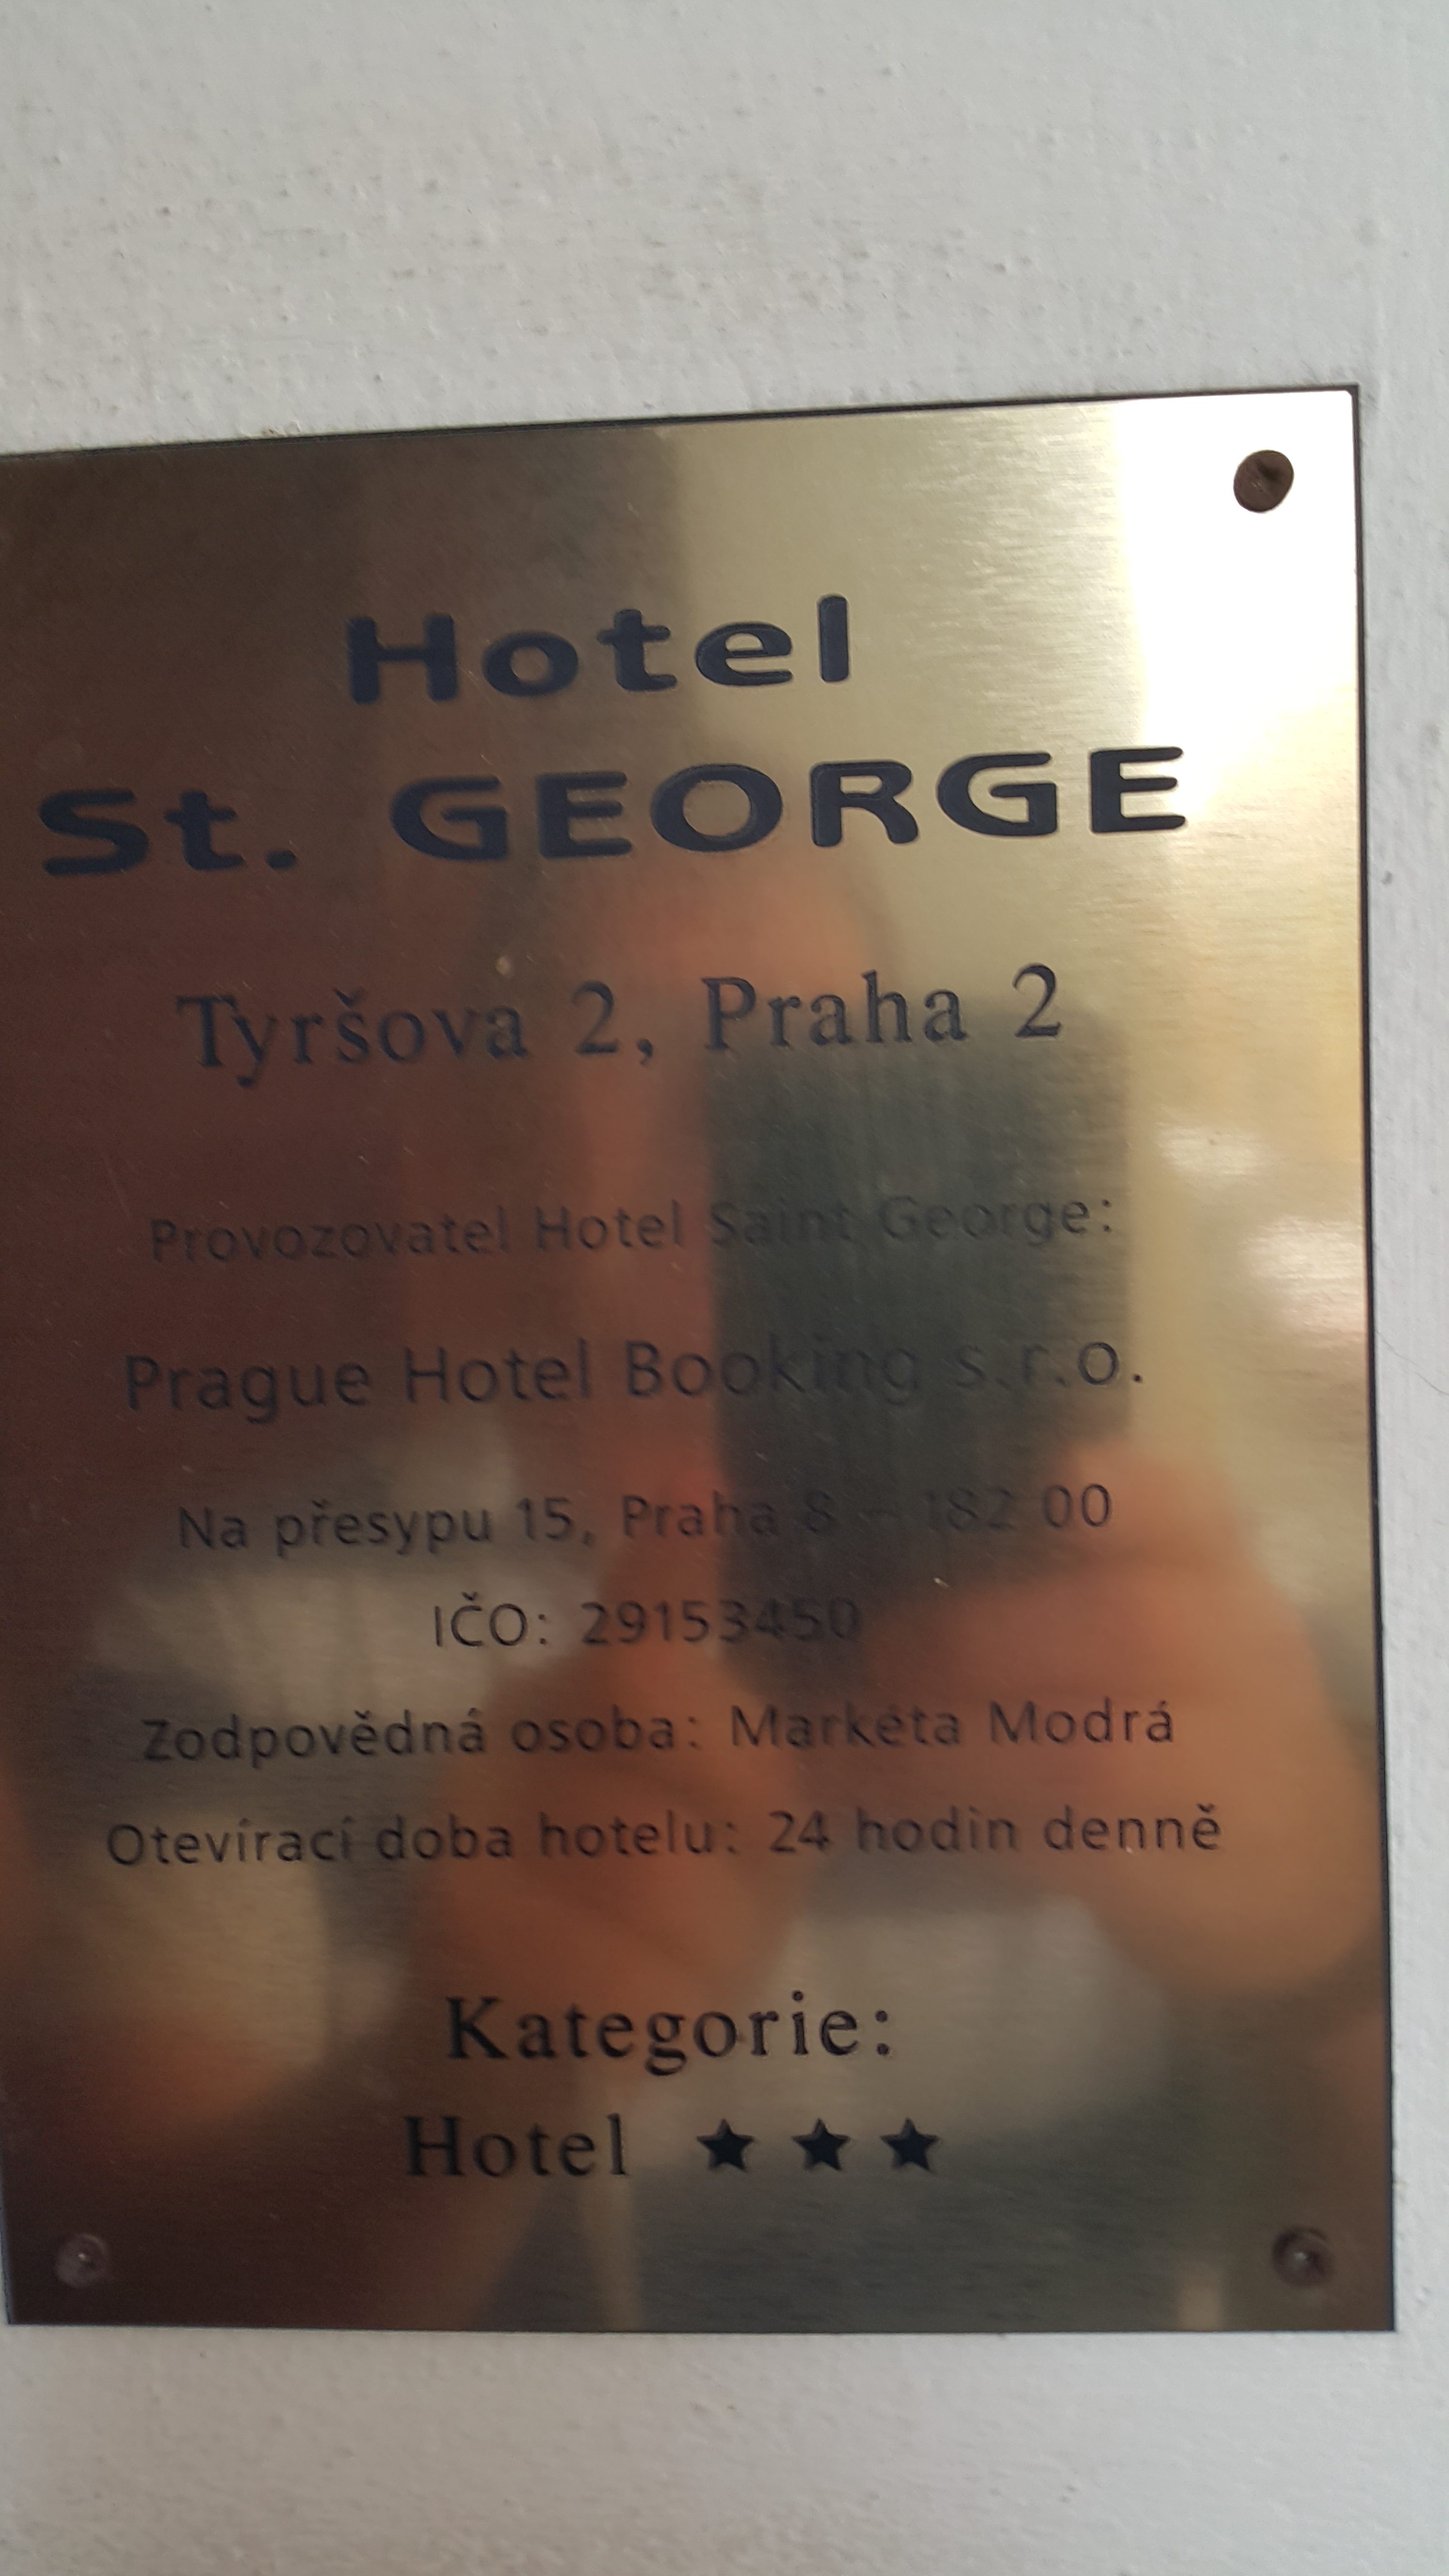 Hotel
St. GEORGE
Tyršova 2, Praha 2
Provozovatel Hotel Saint George:
Prague Hotel Booking s.r.o.
Na přesypu 15, Praha 8 – 182 00
IČO: 29153450
Zodpovědná osoba: Markéta Modrá
Otevírací doba hotelu: 24 hodin denně
Kategorie:
Hotel ★ ★ ★